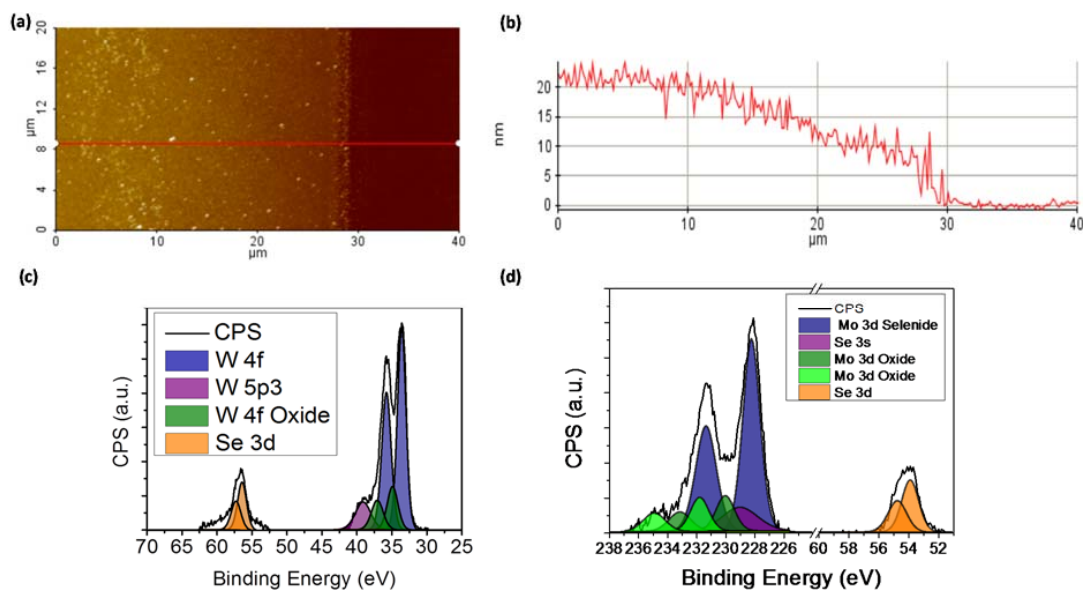 (a)
20
16
12
8
4
0
µm
0 10 20 30 40
µm
(b)
20
15
10
5
0
nm
0 10 20 30 40
µm
(c)
CPS
W 4f
W 5p3
W 4f Oxide
Se 3d
CPS (a.u.)
70 65 60 55 50 45 40 35 30 25
Binding Energy (eV)
(d)
CPS
Mo 3d Selenide
Se 3s
Mo 3d Oxide
Mo 3d Oxide
Se 3d
CPS (a.u.)
238 236 234 232 230 228 226 60 58 56 54 52
Binding Energy (eV)